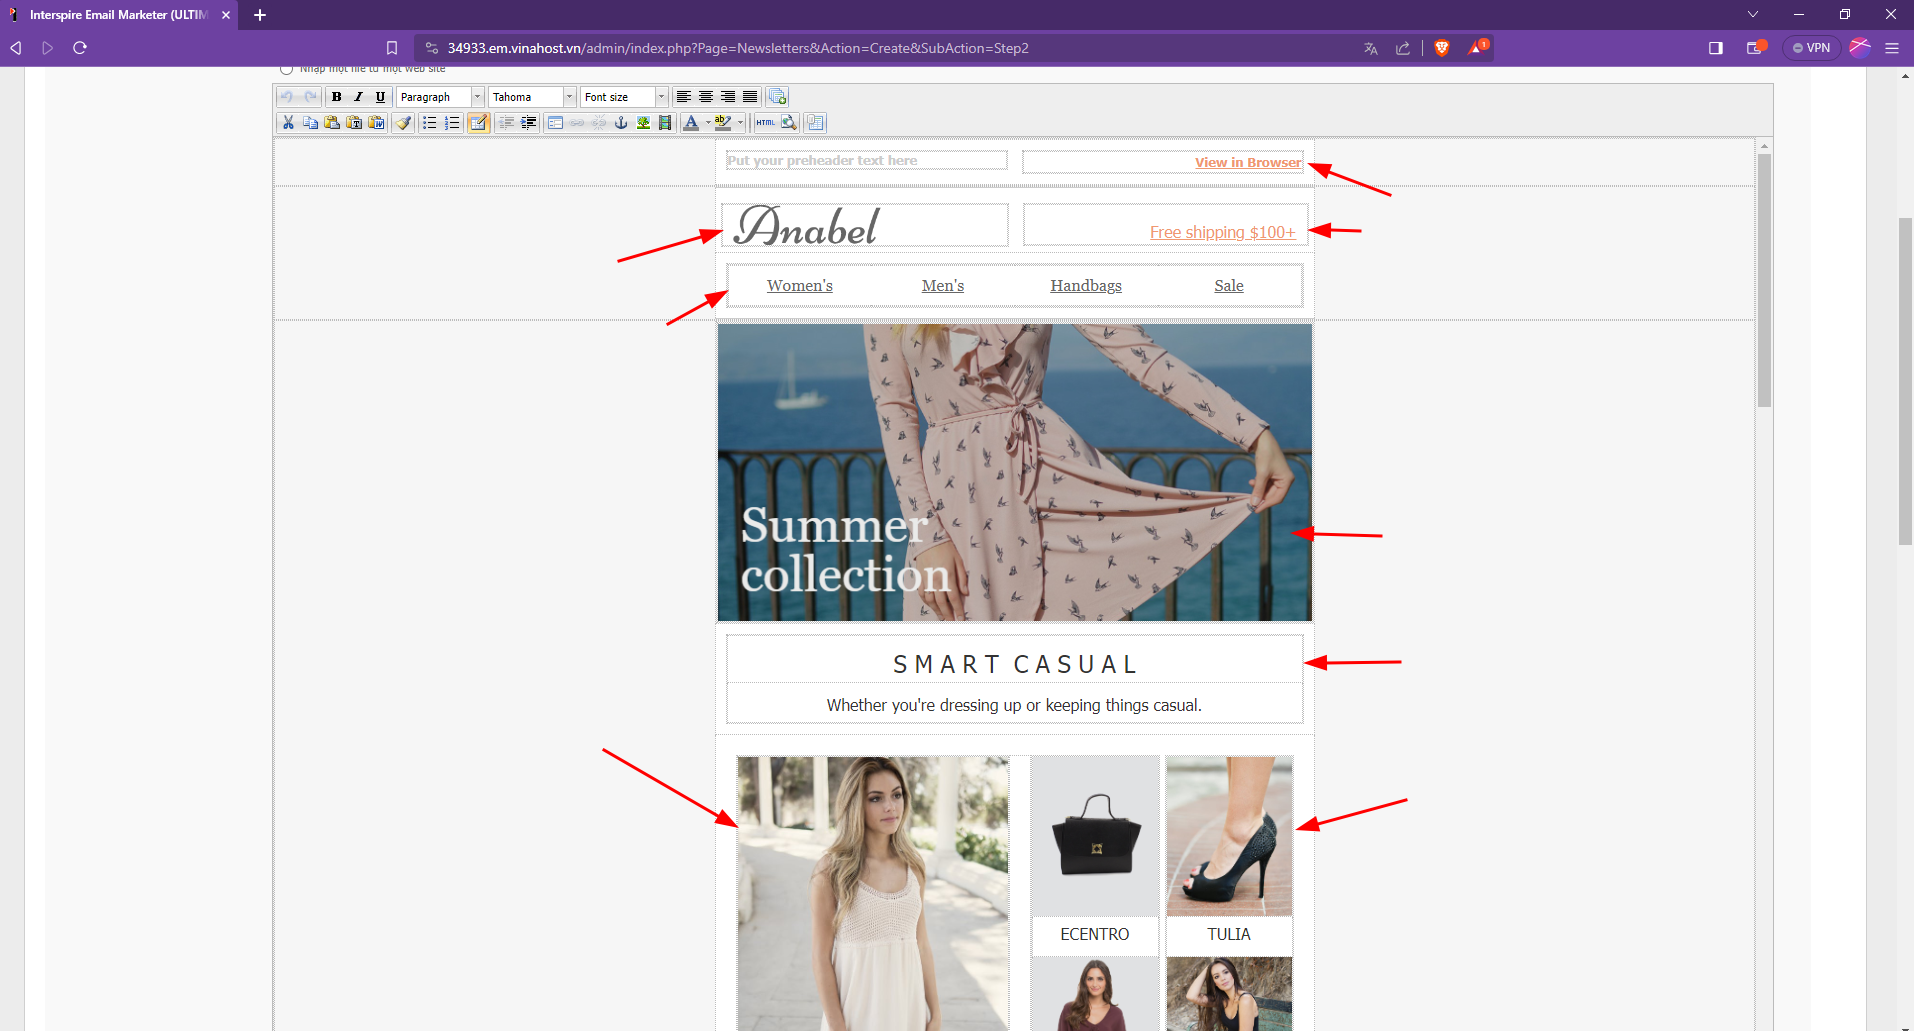 Interspire Email Marketer (ULTIM
34933.em.vinahost.vn/admin/index.php?Page=Newsletters&Action=Create&SubAction=Step2
1
VPN
Nhập một file từ một web site
B I U Paragraph Tahoma Font size
HTML
Put your preheader text here
View in Browser
Anabel
Free shipping $100+
Women's Men's Handbags Sale
Summer
collection
SMART CASUAL
Whether you're dressing up or keeping things casual.
ECENTRO TULIA